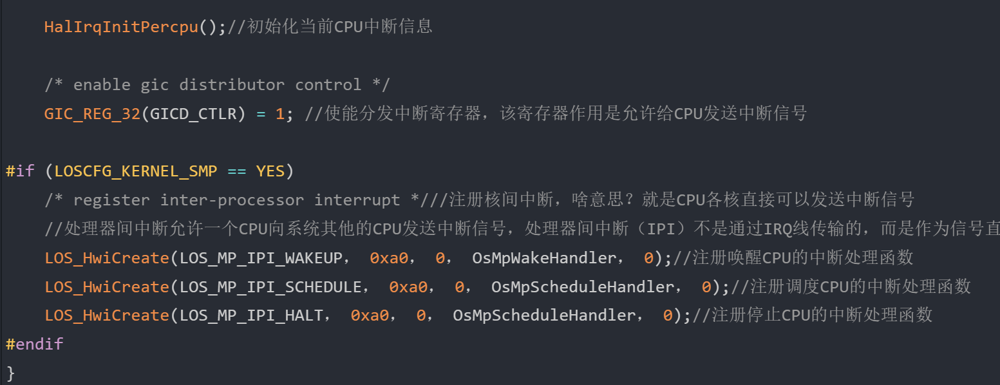 HalIrqInitPercpu();//初始化当前CPU中断信息
/* enable gic distributor control */
GIC_REG_32(GICD_CTLR) = 1; //使能分发中断寄存器，该寄存器作用是允许给CPU发送中断信号
#if (LOSCFG_KERNEL_SMP == YES)
/* register inter-processor interrupt *///注册核间中断，啥意思？就是CPU各核直接可以发送中断信号
//处理器间中断允许一个CPU向系统其他的CPU发送中断信号，处理器间中断（IPI）不是通过IRQ线传输的，而是作为信号直
LOS_HwiCreate(LOS_MP_IPI_WAKEUP, 0xa0, 0, OsMpWakeHandler, 0);//注册唤醒CPU的中断处理函数
LOS_HwiCreate(LOS_MP_IPI_SCHEDULE, 0xa0, 0, OsMpScheduleHandler, 0);//注册调度CPU的中断处理函数
LOS_HwiCreate(LOS_MP_IPI_HALT, 0xa0, 0, OsMpScheduleHandler, 0);//注册停止CPU的中断处理函数
#endif
}